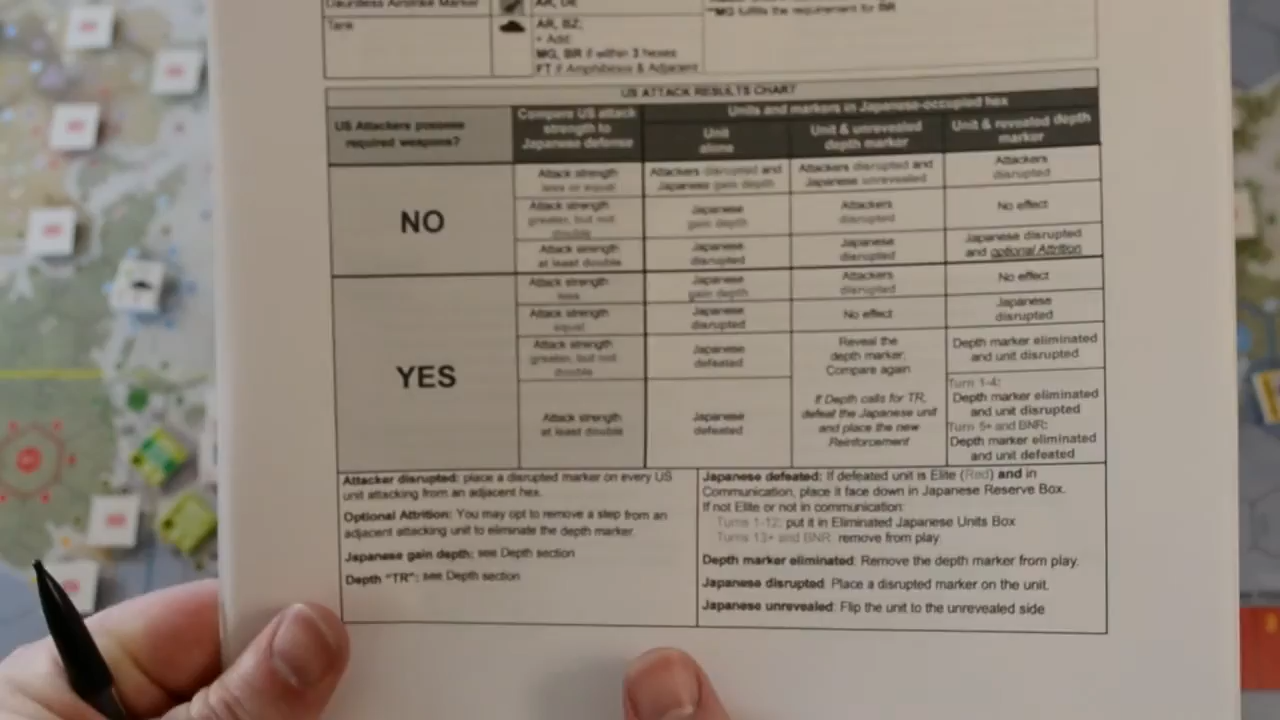 Dauntless Airstrike Marker
AR, DE
**MG fulfills the requirement for BR
Tank
AR, BZ,
+ Add:
MG, BR if within 3 hexes
FT if Amphibious & Adjacent
US ATTACK RESULTS CHART
US Attackers possess
required weapons?
Compare US attack
strength to
Japanese defense
Units and markers in Japanese-occupied hex
Unit
alone
Unit & unrevealed
depth marker
Unit & revealed depth
marker
NO
Attack strength
less or equal
Attackers disrupted and
Japanese gain depth
Attackers disrupted and
Japanese unrevealed
Attackers
disrupted
Attack strength
greater, but not
double
Japanese
gain depth
Attackers
disrupted
No effect
Attack strength
at least double
Japanese
disrupted
Japanese
disrupted
Japanese disrupted
and optional Attrition
YES
Attack strength
less
Japanese
gain depth
Attackers
disrupted
No effect
Attack strength
equal
Japanese
disrupted
No effect
Japanese
disrupted
Attack strength
greater, but not
double
Japanese
defeated
Reveal the
depth marker,
Compare again
If Depth calls for TR,
defeat the Japanese unit
and place the new
Reinforcement
Depth marker eliminated
and unit disrupted
Attack strength
at least double
Japanese
defeated
Turn 1-4:
Depth marker eliminated
and unit disrupted
Turn 5+ and BNR:
Depth marker eliminated
and unit defeated
Attacker disrupted: place a disrupted marker on every US
unit attacking from an adjacent hex.
Optional Attrition: You may opt to remove a step from an
adjacent attacking unit to eliminate the depth marker.
Japanese gain depth: see Depth section
Depth "TR": see Depth section
Japanese defeated: If defeated unit is Elite (Red) and in
Communication, place it face down in Japanese Reserve Box.
If not Elite or not in communication:
Turns 1-12: put it in Eliminated Japanese Units Box
Turns 13+ and BNR: remove from play.
Depth marker eliminated: Remove the depth marker from play.
Japanese disrupted: Place a disrupted marker on the unit.
Japanese unrevealed: Flip the unit to the unrevealed side